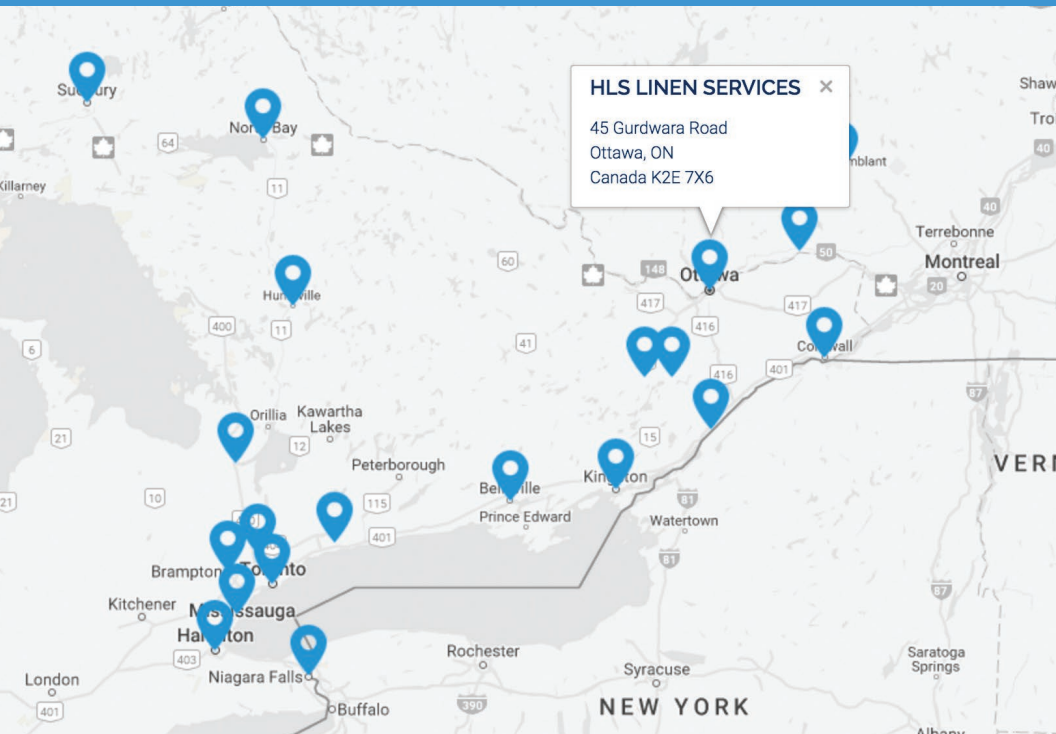 HLS LINEN SERVICES ×
45 Gurdwara Road
Ottawa, ON
Canada K2E 7X6
Shaw
Tro
40
North Bay
64
Killarney
11
40
Terrebonne
Montreal
50
60
148
Ottawa
20
417
417
Huntsville
400
11
416
6
41
Cornwall
401
416
87
Orillia
Kawartha
Lakes
12
21
15
Peterborough
VERM
10
21
115
Belleville
Kingston
81
Prince Edward
Watertown
401
81
Brampton
Toronto
87
Kitchener
Mississauga
Hamilton
403
Niagara Falls
Rochester
Saratoga
Springs
London
Syracuse
401
390
Buffalo
NEW YORK
Albany